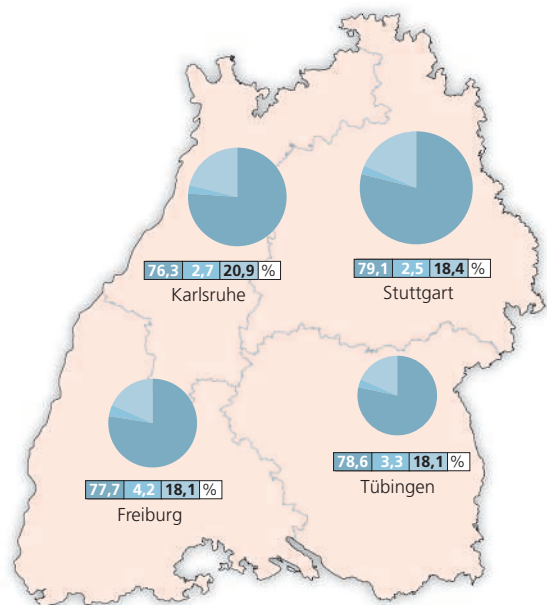 76,3 2,7 20,9 %
Karlsruhe
79,1 2,5 18,4 %
Stuttgart
77,7 4,2 18,1 %
Freiburg
78,6 3,3 18,1 %
Tübingen